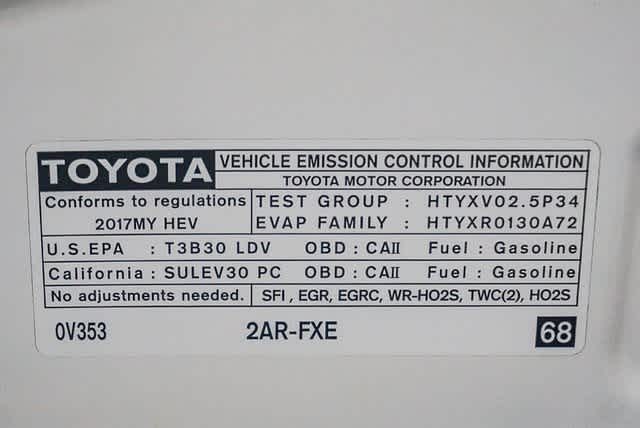 TOYOTA VEHICLE EMISSION CONTROL INFORMATION
TOYOTA MOTOR CORPORATION
Conforms to regulations
2017MY HEV
TEST GROUP : HTYXV02.5P34
EVAP FAMILY : HTYXR0130A72
U.S.EPA : T3B30 LDV OBD : CAII Fuel : Gasoline
California : SULEV30 PC OBD : CAII Fuel : Gasoline
No adjustments needed. SFI , EGR, EGRC, WR-HO2S, TWC(2), HO2S
0V353 2AR-FXE 68